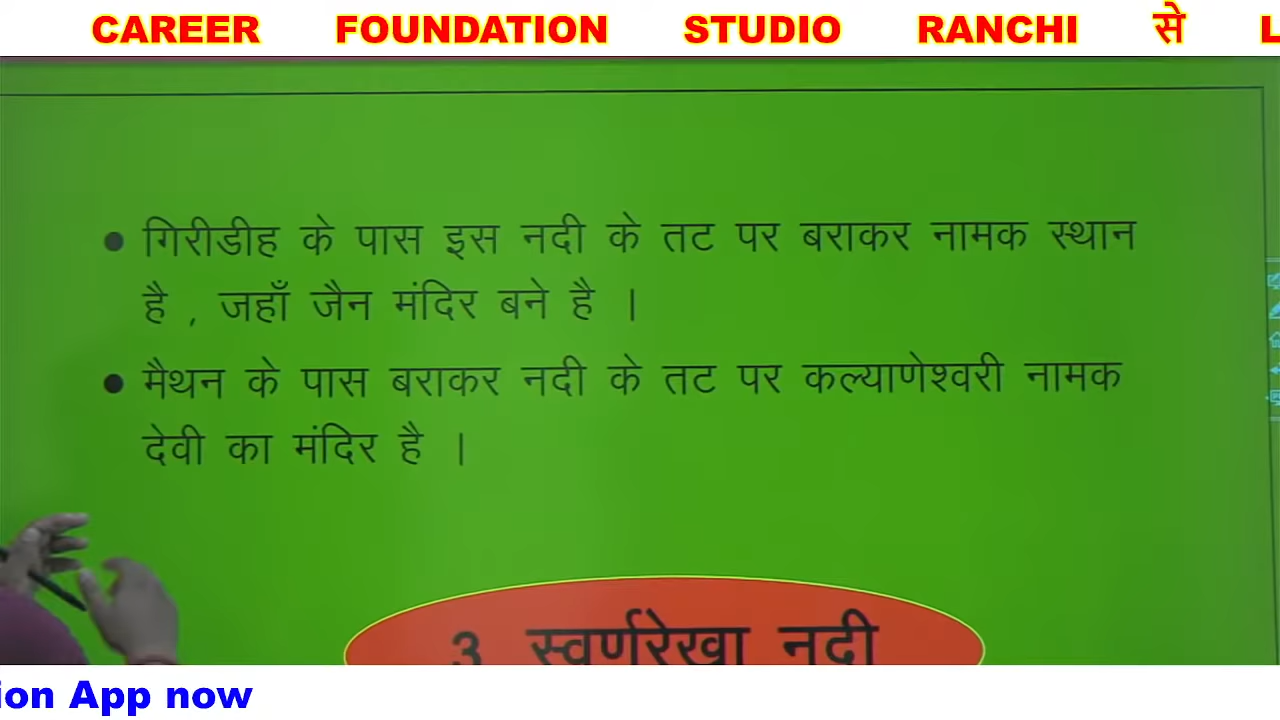 CAREER FOUNDATION STUDIO RANCHI से L
● गिरीडीह के पास इस नदी के तट पर बराकर नामक स्थान
है , जहाँ जैन मंदिर बने है ।
● मैथन के पास बराकर नदी के तट पर कल्याणेश्वरी नामक
देवी का मंदिर है ।
3 स्वर्णरेखा नदी
ion App now